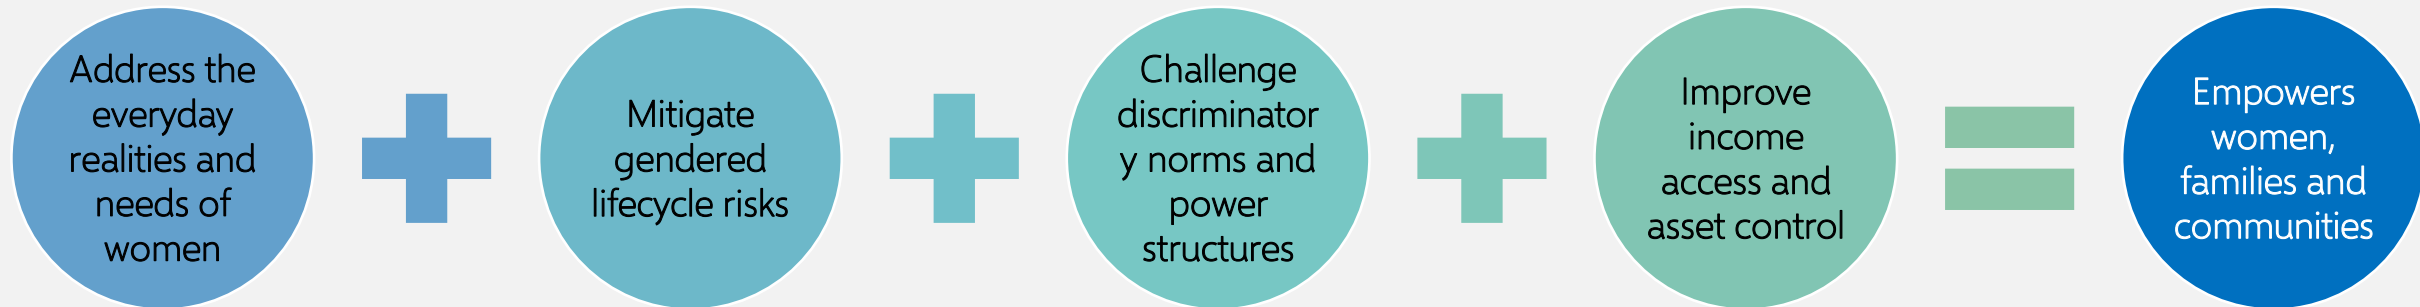 Address the
everyday
realities and
needs of
women
Mitigate
gendered
lifecycle risks
Challenge
discriminator
y norms and
power
structures
Improve
income
access and
asset control
Empowers
women,
families and
communities